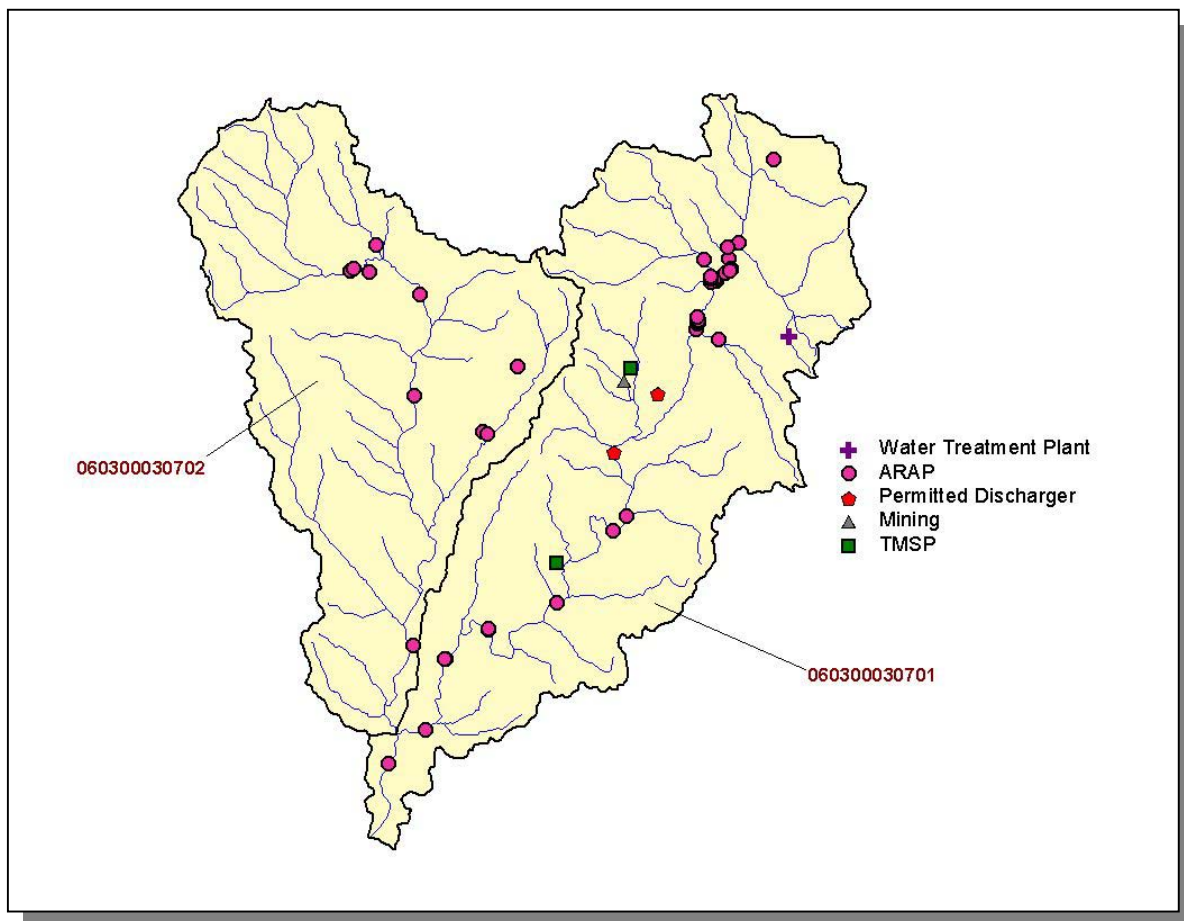 Water Treatment Plant
ARAP
Permitted Discharger
Mining
TMSP
060300030702
060300030701